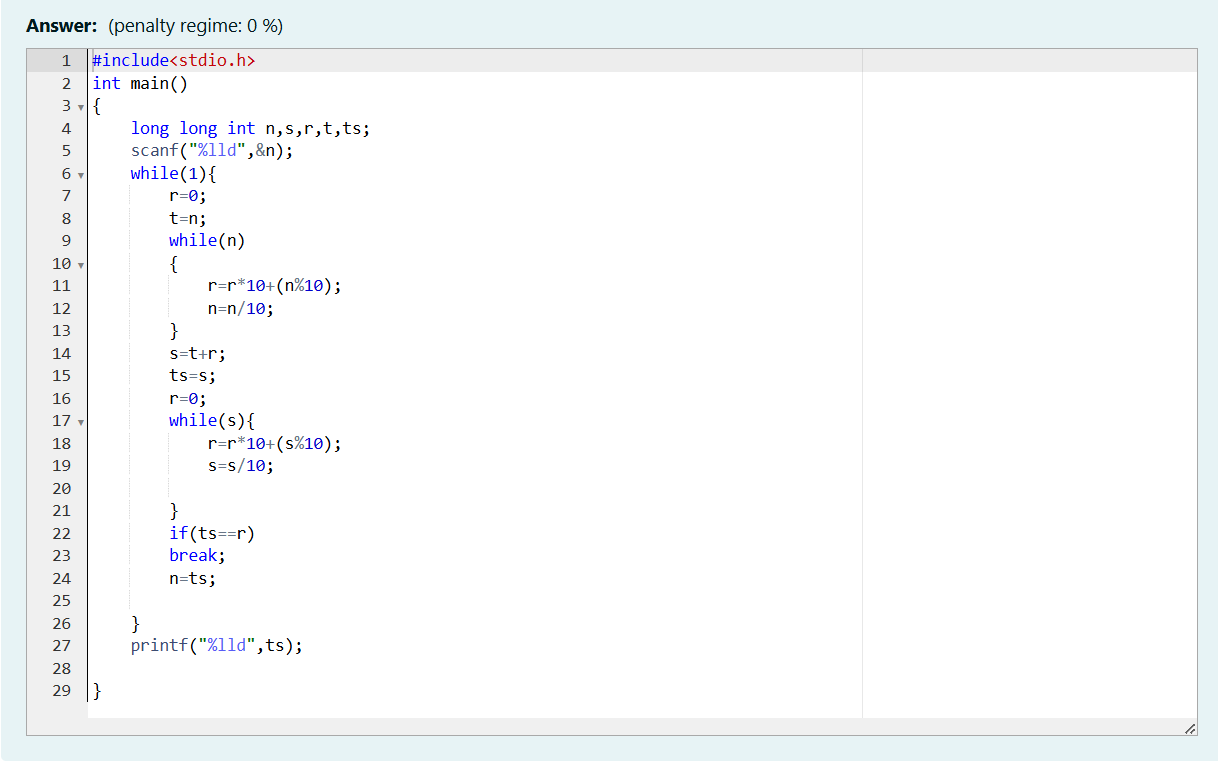 Answer: (penalty regime: 0 %)
1 #include<stdio.h>
2 int main()
3 {
4     long long int n,s,r,t,ts;
5     scanf("%lld",&n);
6     while(1){
7         r=0;
8         t=n;
9         while(n)
10         {
11             r=r*10+(n%10);
12             n=n/10;
13         }
14         s=t+r;
15         ts=s;
16         r=0;
17         while(s){
18             r=r*10+(s%10);
19             s=s/10;
20
21         }
22         if(ts==r)
23         break;
24         n=ts;
25
26     }
27     printf("%lld",ts);
28
29 }